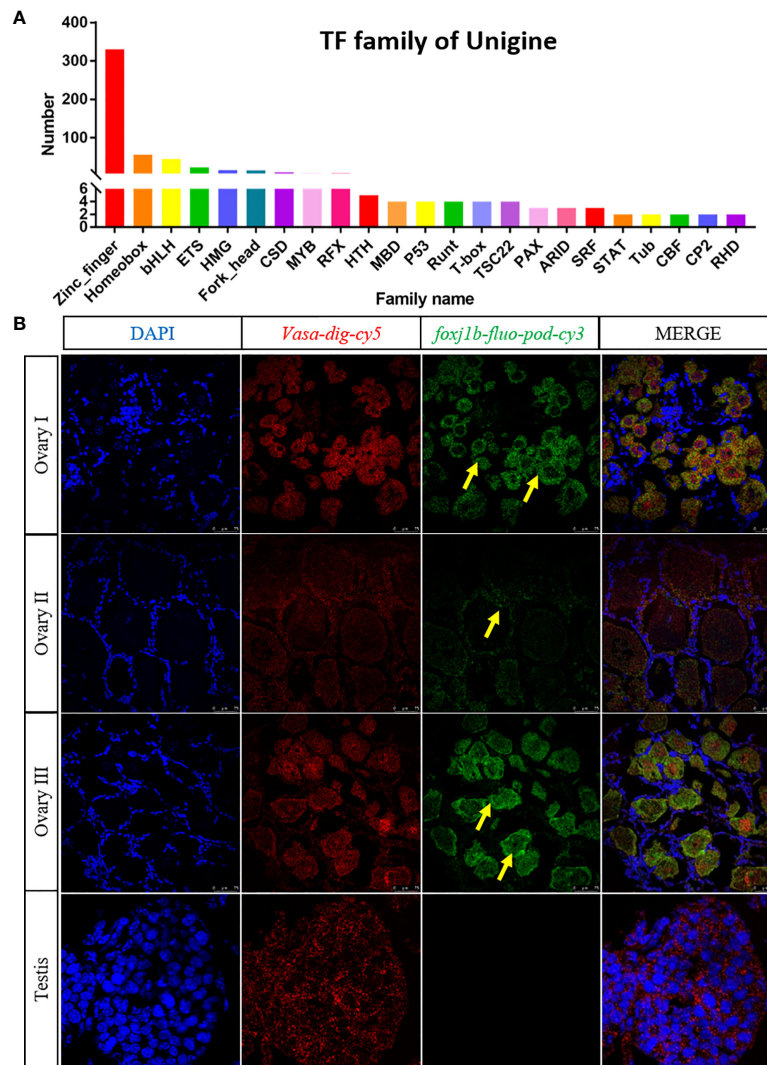 A
TF family of Unigine
Number
400
300
200
100
6
4
2
0
Zinc_finger
Homeobox
bHLH
ETS
HMG
Fork_head
CSD
MYB
RFX
HTH
MBD
P53
Runt
T-box
TSC22
PAX
ARID
SRF
STAT
Tub
CBF
CP2
RHD
Family name
B
DAPI
Vasa-dig-cy5
foxj1b-fluo-pod-cy3
MERGE
Ovary I
Ovary II
Ovary III
Testis